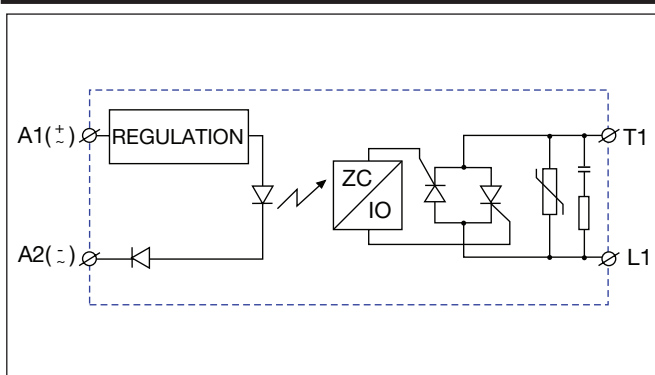 A1(+~)
REGULATION
T1
ZC
IO
A2(-~)
L1